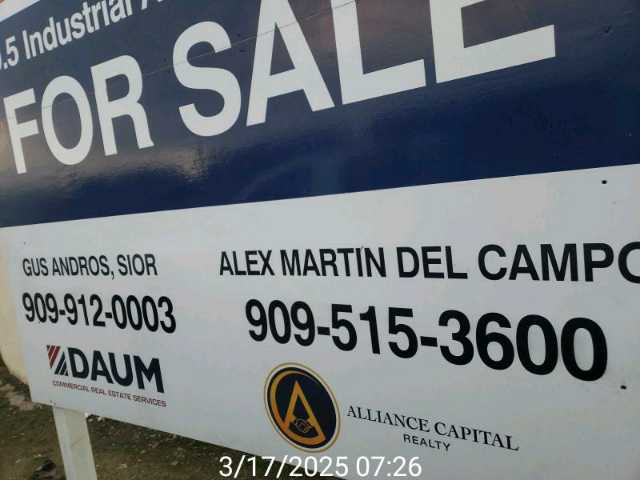 .5 Industrial A
FOR SALE
GUS ANDROS, SIOR
909-912-0003
DAUM
COMMERCIAL REAL ESTATE SERVICES
ALEX MARTÍN DEL CAMPO
909-515-3600
ALLIANCE CAPITAL
REALTY
3/17/2025 07:26